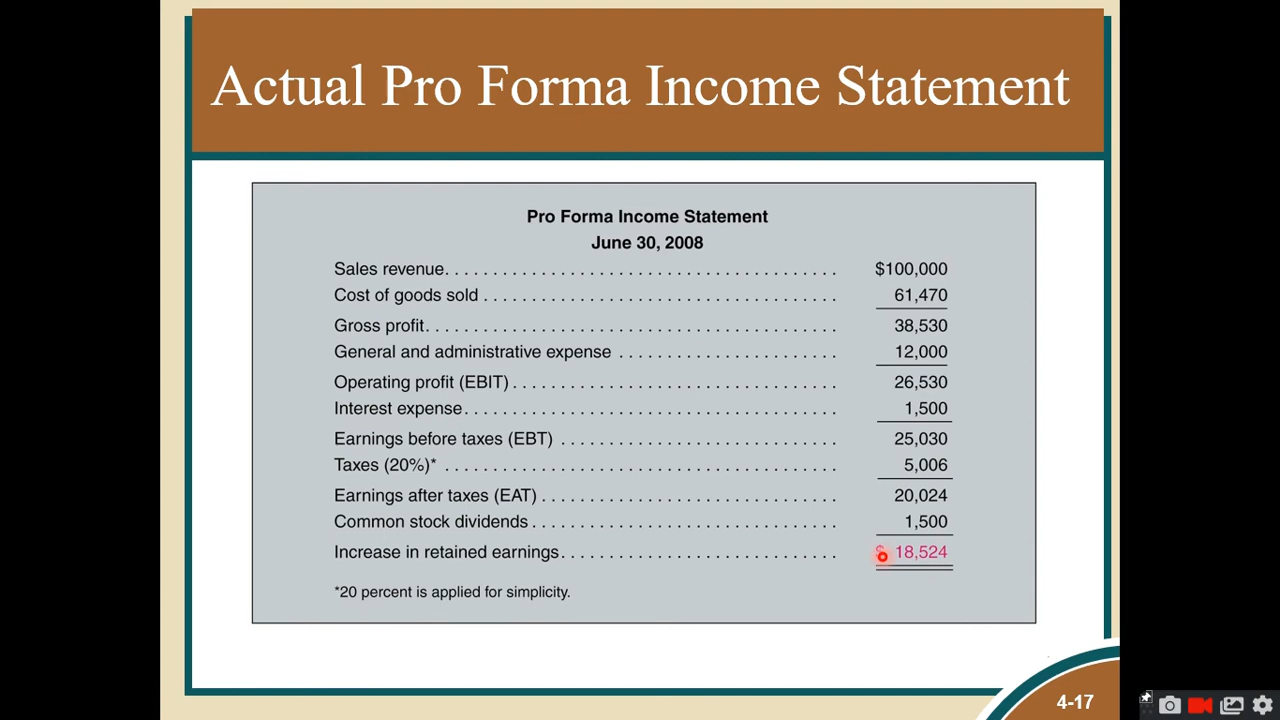 Actual Pro Forma Income Statement
Pro Forma Income Statement
June 30, 2008
Sales revenue. . . . . . . . . . . . . . . . . . . . . . . . . . . . . . . . . . . . . . . . . $100,000
Cost of goods sold . . . . . . . . . . . . . . . . . . . . . . . . . . . . . . . . . . . . . 61,470
Gross profit. . . . . . . . . . . . . . . . . . . . . . . . . . . . . . . . . . . . . . . . . . . 38,530
General and administrative expense . . . . . . . . . . . . . . . . . . . . . . . 12,000
Operating profit (EBIT) . . . . . . . . . . . . . . . . . . . . . . . . . . . . . . . . . . 26,530
Interest expense. . . . . . . . . . . . . . . . . . . . . . . . . . . . . . . . . . . . . . . 1,500
Earnings before taxes (EBT) . . . . . . . . . . . . . . . . . . . . . . . . . . . . . 25,030
Taxes (20%)* . . . . . . . . . . . . . . . . . . . . . . . . . . . . . . . . . . . . . . . . . 5,006
Earnings after taxes (EAT) . . . . . . . . . . . . . . . . . . . . . . . . . . . . . . . 20,024
Common stock dividends . . . . . . . . . . . . . . . . . . . . . . . . . . . . . . . . 1,500
Increase in retained earnings. . . . . . . . . . . . . . . . . . . . . . . . . . . . . $ 18,524
*20 percent is applied for simplicity.
4-17